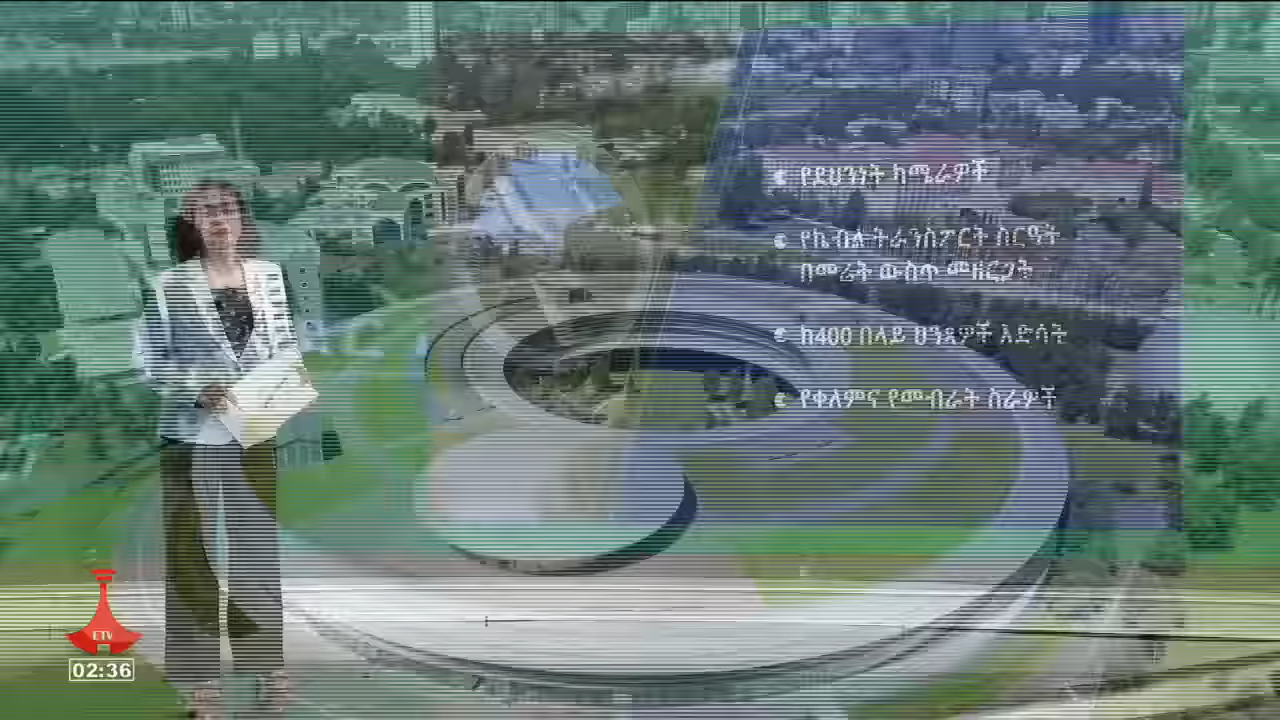 የደህንነት ካሜራዎች
የኬብል ትራንስፖርት ስርዓት
በመሬት ውስጥ መዘርጋት
ከ400 በላይ ህንጻዎች እድሳት
የቀለምና የመብራት ስራዎች
ETV
02:36